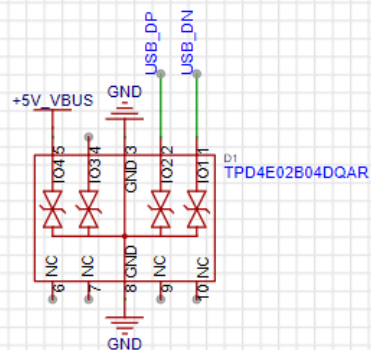 USB_DP
USB_DN
GND
+5V_VBUS
5
4
3
2
1
IO4
IO3
GND
IO2
IO1
D1
TPD4E02B04DQAR
NC
NC
GND
NC
NC
6
7
8
9
10
GND